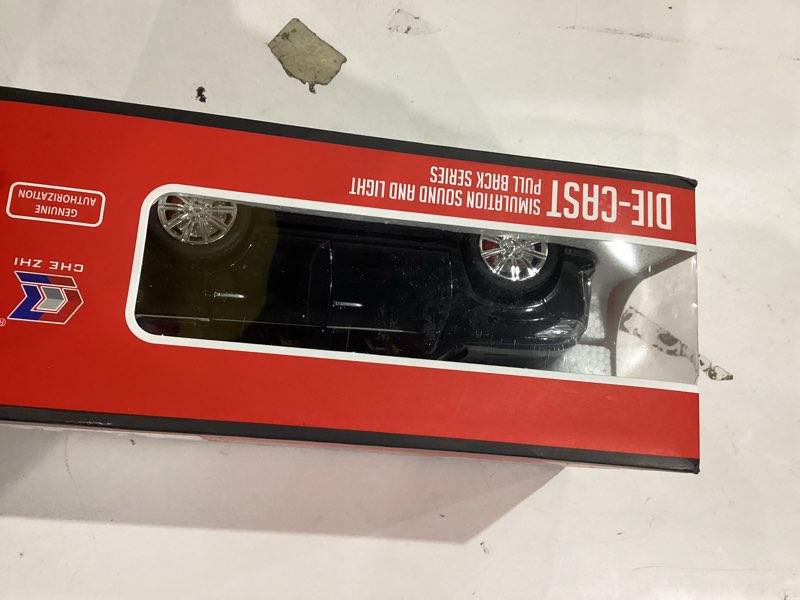 DIE-CAST
SIMULATION SOUND AND LIGHT
PULL BACK SERIES
GENUINE
AUTHORIZATION
CHE ZHI
®